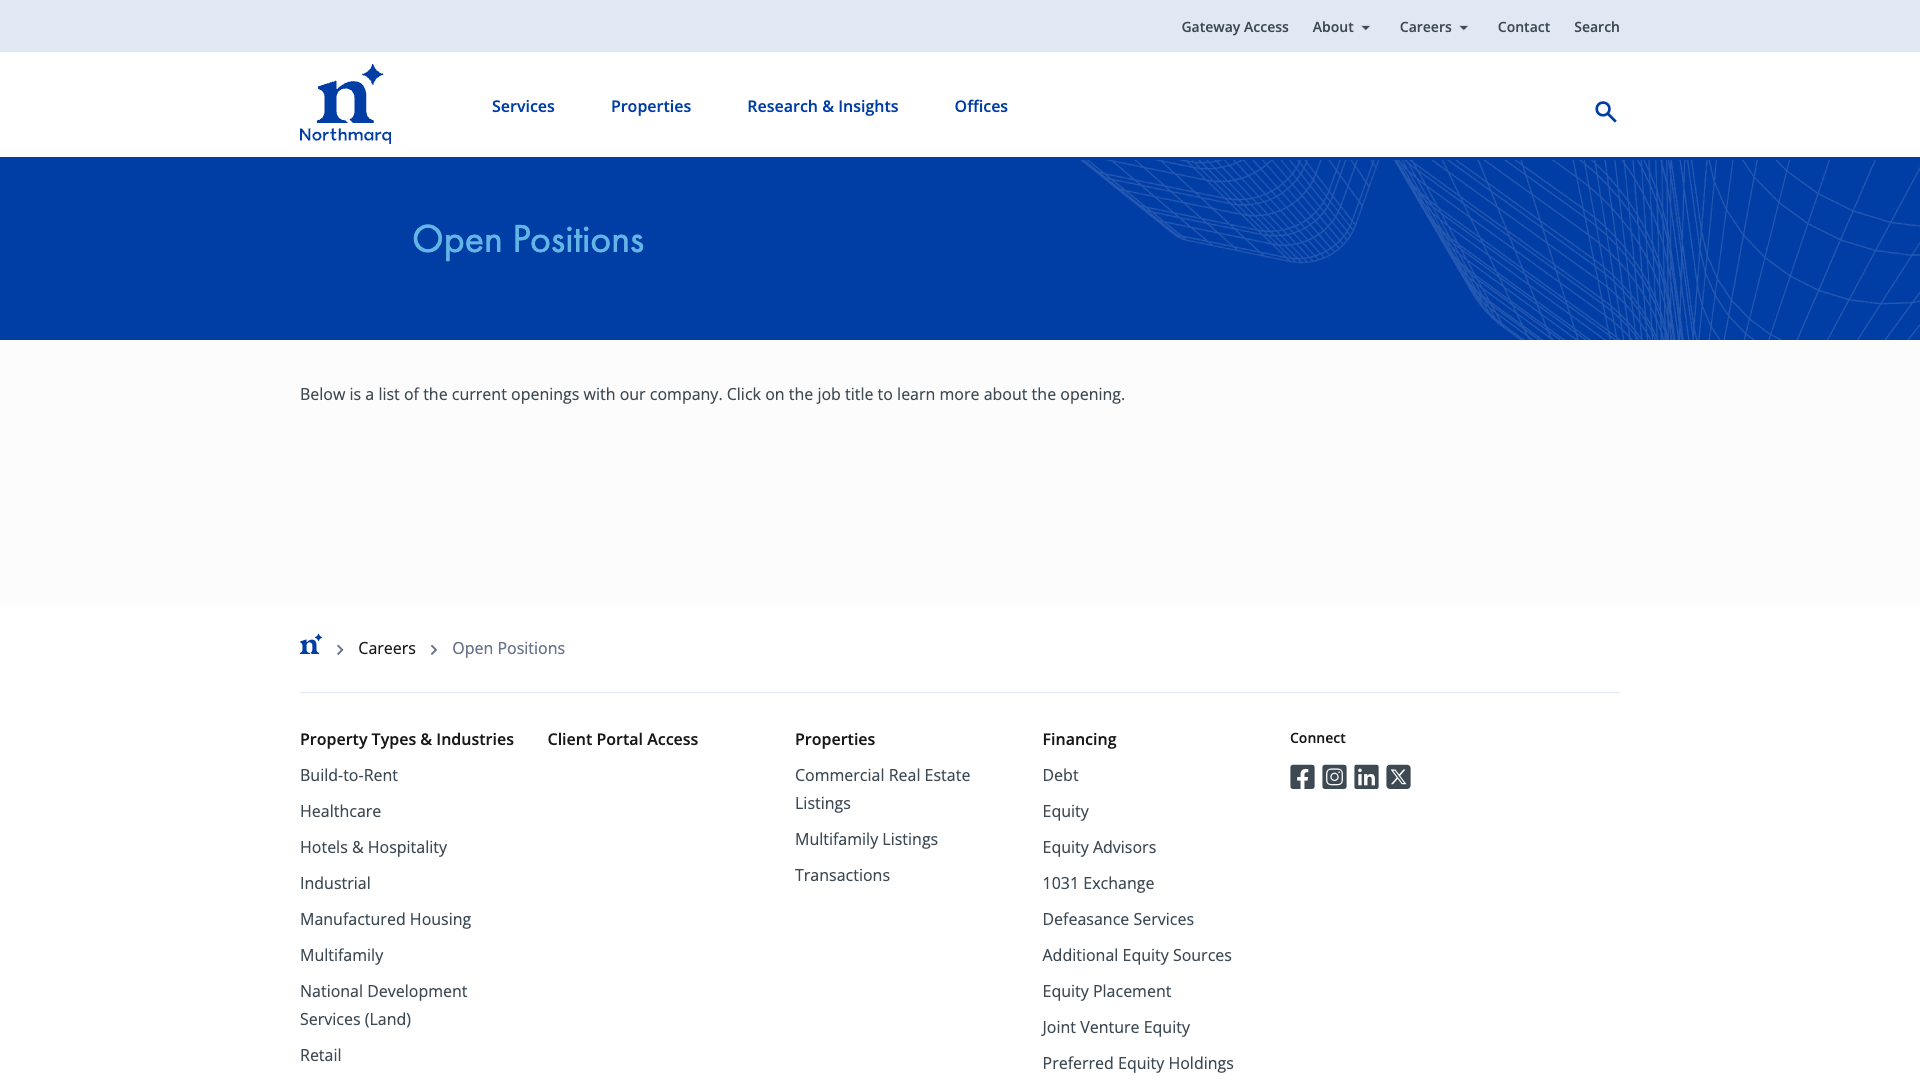 Gateway Access
About
Careers
Contact
Search
n
Northmarq
Services
Properties
Research & Insights
Offices
Open Positions
Below is a list of the current openings with our company. Click on the job title to learn more about the opening.
n
Careers
Open Positions
Property Types & Industries
Build-to-Rent
Healthcare
Hotels & Hospitality
Industrial
Manufactured Housing
Multifamily
National Development
Services (Land)
Retail
Client Portal Access
Properties
Commercial Real Estate
Listings
Multifamily Listings
Transactions
Financing
Debt
Equity
Equity Advisors
1031 Exchange
Defeasance Services
Additional Equity Sources
Equity Placement
Joint Venture Equity
Preferred Equity Holdings
Connect